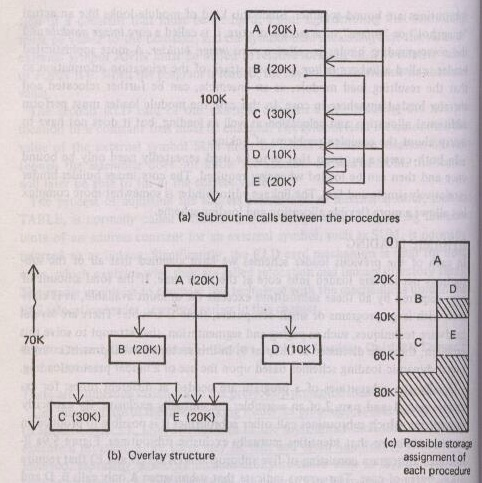 A (20K)
B (20K)
C (30K)
D (10K)
E (20K)
100K
(a) Subroutine calls between the procedures
A (20K)
B (20K)
D (10K)
C (30K)
E (20K)
70K
(b) Overlay structure
0
A
20K
B
D
40K
C
E
60K
80K
(c) Possible storage
assignment of
each procedure